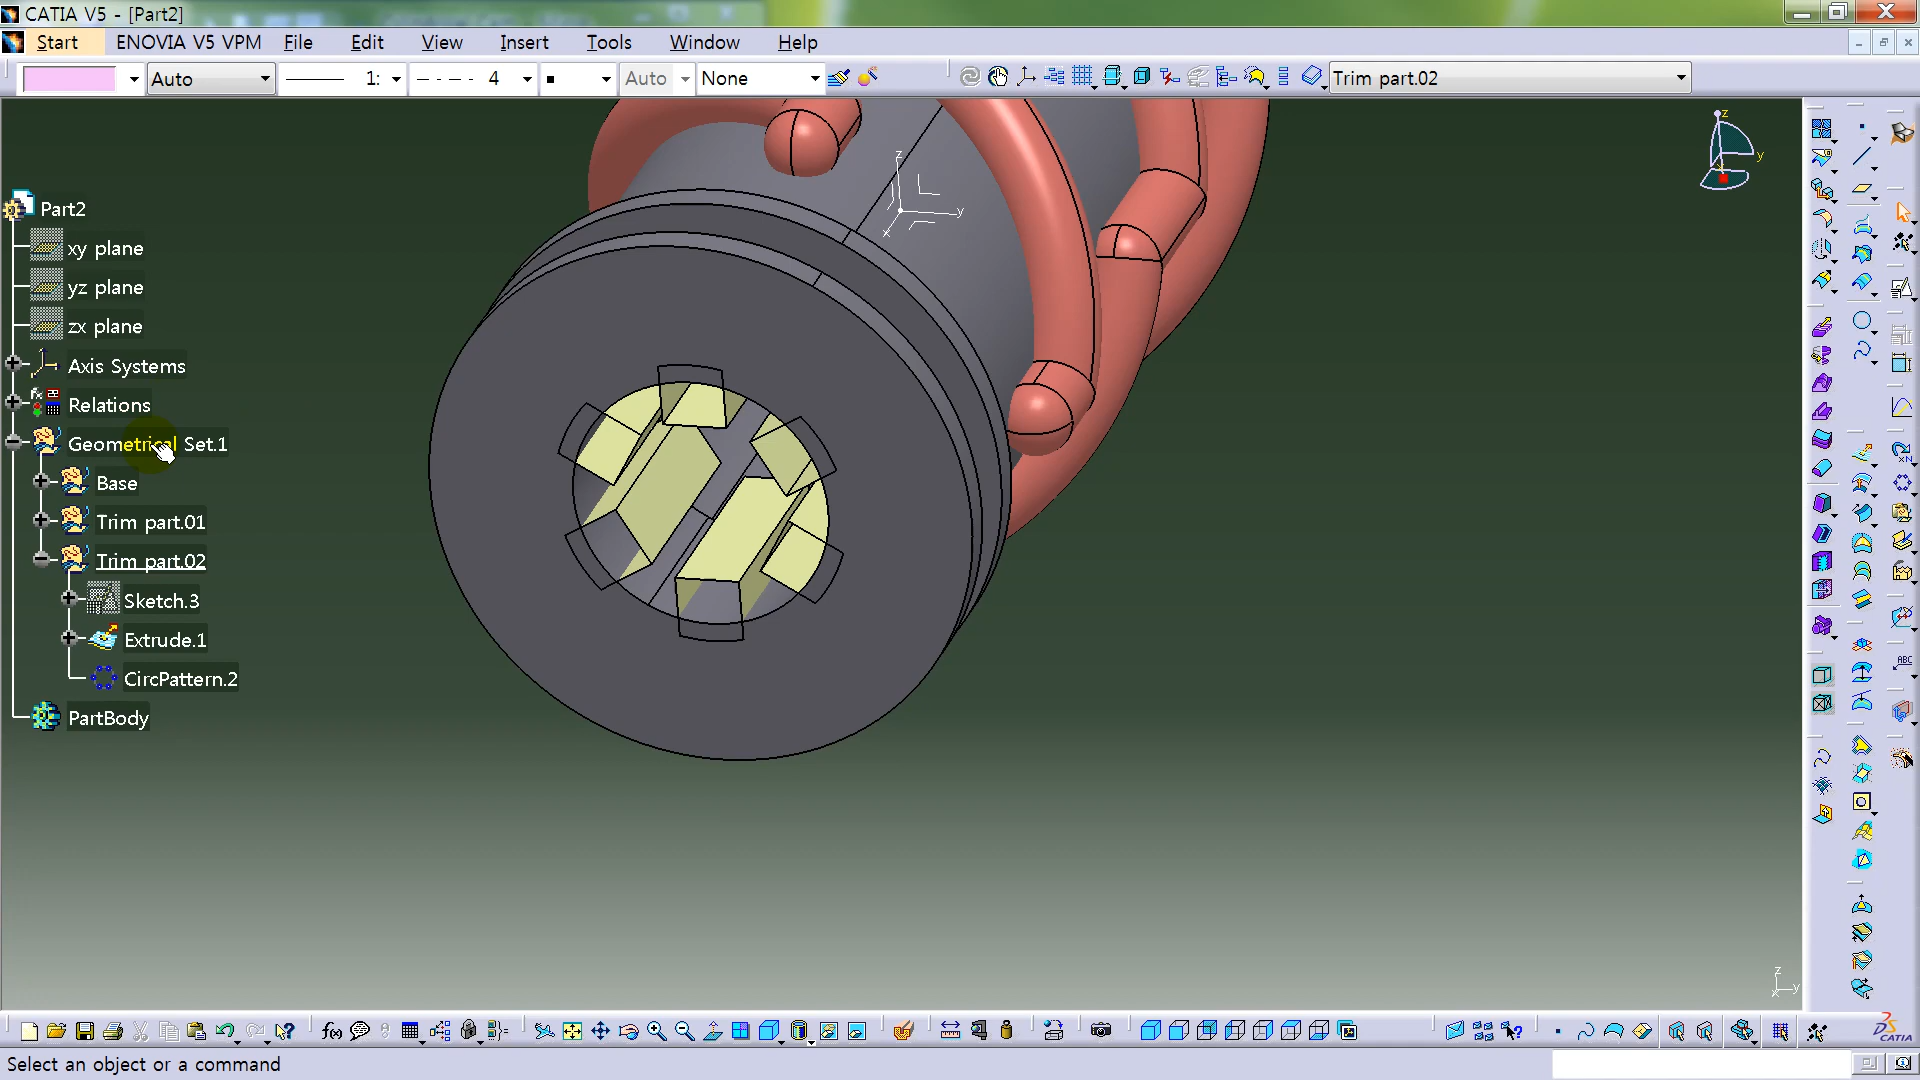 CATIA V5 - [Part2]
Start ENOVIA V5 VPM File Edit View Insert Tools Window Help
Auto 1: 4 Auto None Trim part.02
z
y
z
y
x
Part2
xy plane
yz plane
zx plane
Axis Systems
Relations
Geometrical Set.1
Base
Trim part.01
Trim part.02
Sketch.3
Extrude.1
CircPattern.2
PartBody
ABC
z
x y
f(x)
CATIA
Select an object or a command